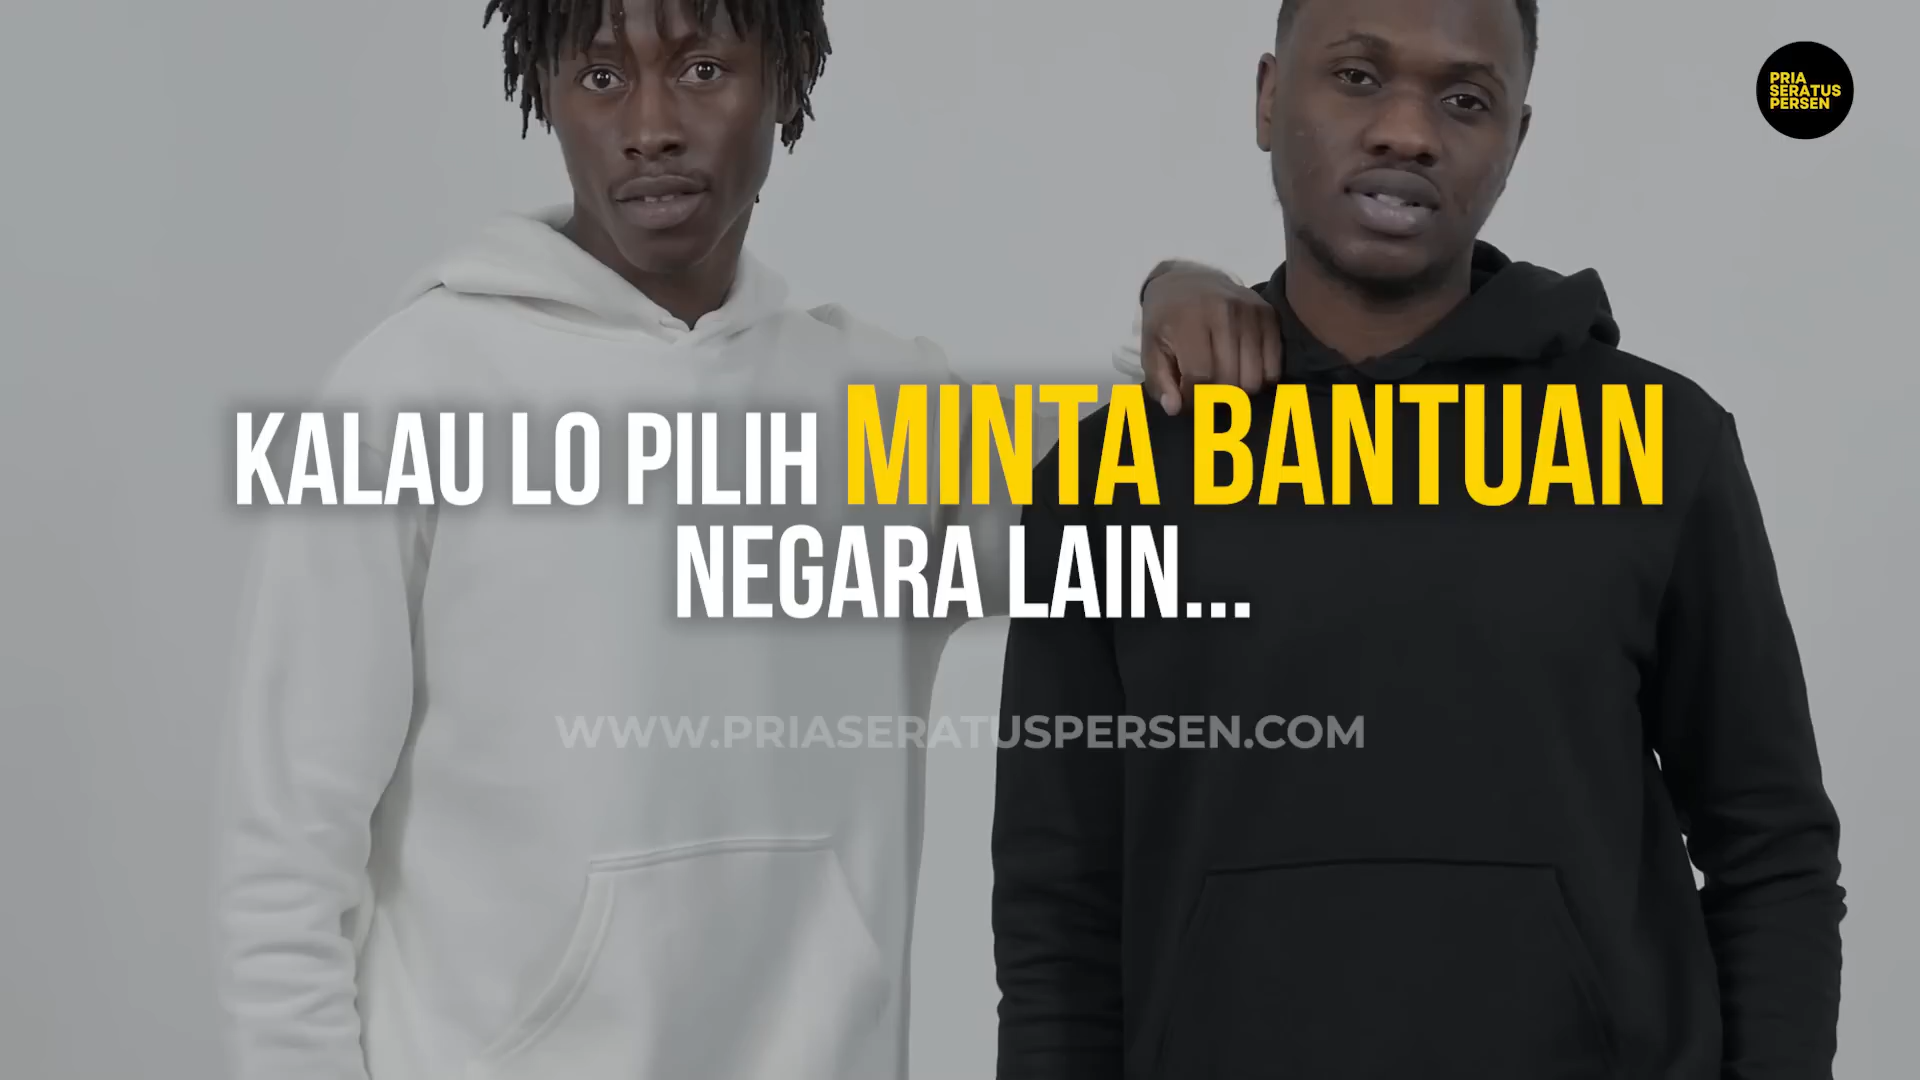 PRIA
SERATUS
PERSEN
KALAU LO PILIH MINTA BANTUAN
NEGARA LAIN...
WWW.PRIASERATUSPERSEN.COM